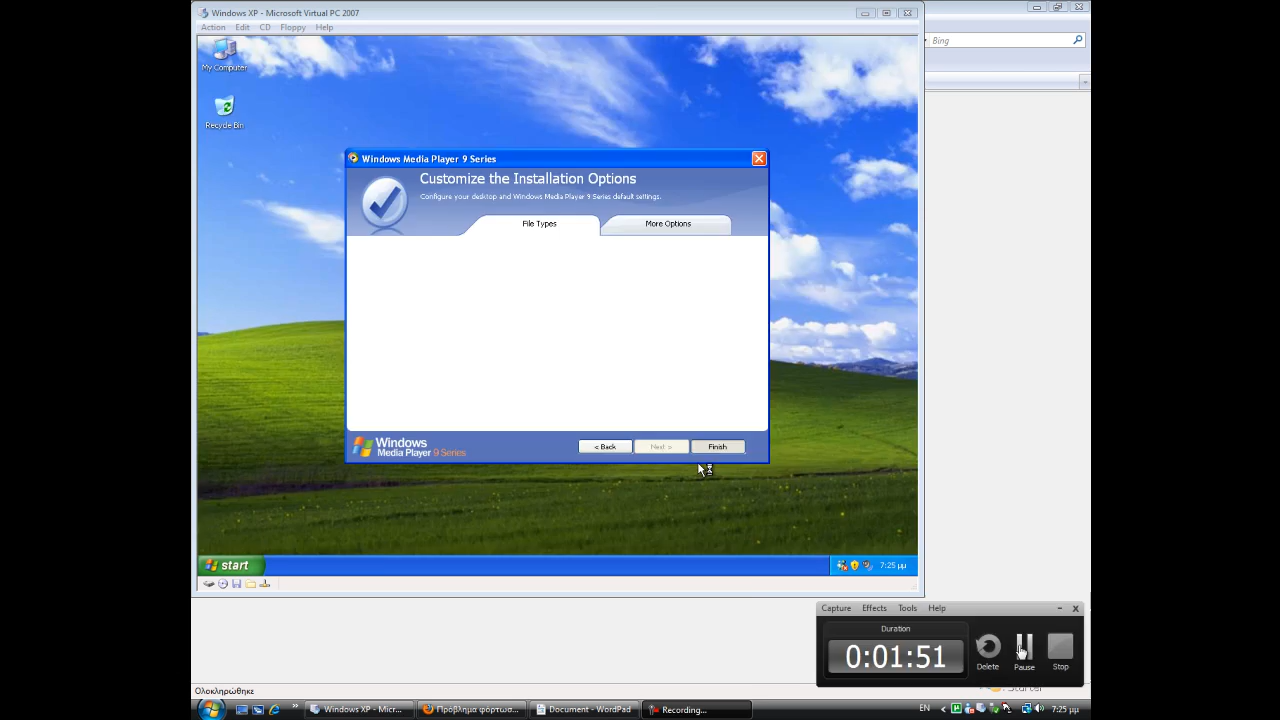 Windows XP - Microsoft Virtual PC 2007
Action Edit CD Floppy Help
Bing
My Computer
Recycle Bin
Windows Media Player 9 Series
Customize the Installation Options
Configure your desktop and Windows Media Player 9 Series default settings.
File Types
More Options
Windows
Media Player 9 Series
< Back
Next >
Finish
start
7:25 μμ
Capture Effects Tools Help
Duration
0:01:51
Delete
Pause
Stop
Starter
Ολοκληρώθηκε
Windows XP - Micr...
Πρόβλημα φόρτωσ...
Document - WordPad
Recording...
EN
7:25 μμ